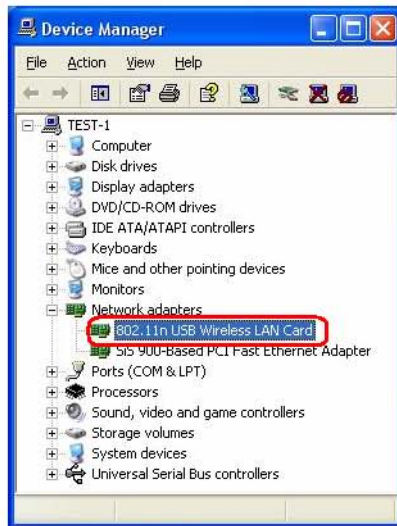 Device Manager
File Action View Help
TEST-1
Computer
Disk drives
Display adapters
DVD/CD-ROM drives
IDE ATA/ATAPI controllers
Keyboards
Mice and other pointing devices
Monitors
Network adapters
802.11n USB Wireless LAN Card
SiS 900-Based PCI Fast Ethernet Adapter
Ports (COM & LPT)
Processors
Sound, video and game controllers
Storage volumes
System devices
Universal Serial Bus controllers